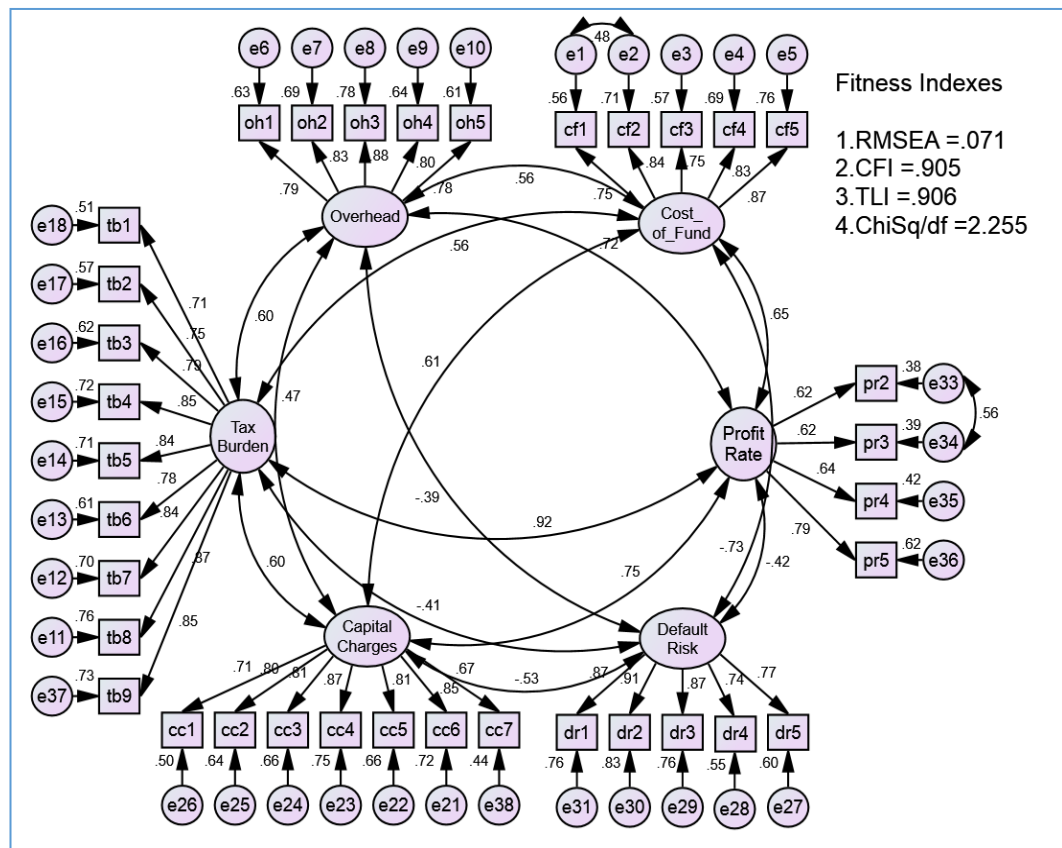 e6 e7 e8 e9 e10
.63 .69 .78 .64 .61
oh1 oh2 oh3 oh4 oh5
.79 .83 .88 .80 .78
Overhead
e1 e2 e3 e4 e5
.48
.56 .71 .57 .69 .76
cf1 cf2 cf3 cf4 cf5
.75 .84 .75 .83 .87
Cost_
of_Fund
Fitness Indexes
1.RMSEA =.071
2.CFI =.905
3.TLI =.906
4.ChiSq/df =2.255
e18 .51 tb1 .71
e17 .57 tb2 .75
e16 .62 tb3 .79
e15 .72 tb4 .85
e14 .71 tb5 .84
e13 .61 tb6 .78
e12 .70 tb7 .84
e11 .76 tb8 .87
e37 .73 tb9 .85
Tax
Burden
.56
.56
.72
.60
.47
.61
.65
-.39
.92
-.73
-.42
.60
.75
-.41
-.53
Profit
Rate
.62 pr2 .38 e33
.56
.62 pr3 .39 e34
.64 pr4 .42 e35
.79 pr5 .62 e36
Capital
Charges
.71 .80 .81 .87 .81 .85 .67
cc1 cc2 cc3 cc4 cc5 cc6 cc7
.50 .64 .66 .75 .66 .72 .44
e26 e25 e24 e23 e22 e21 e38
Default
Risk
.87 .91 .87 .74 .77
dr1 dr2 dr3 dr4 dr5
.76 .83 .76 .55 .60
e31 e30 e29 e28 e27